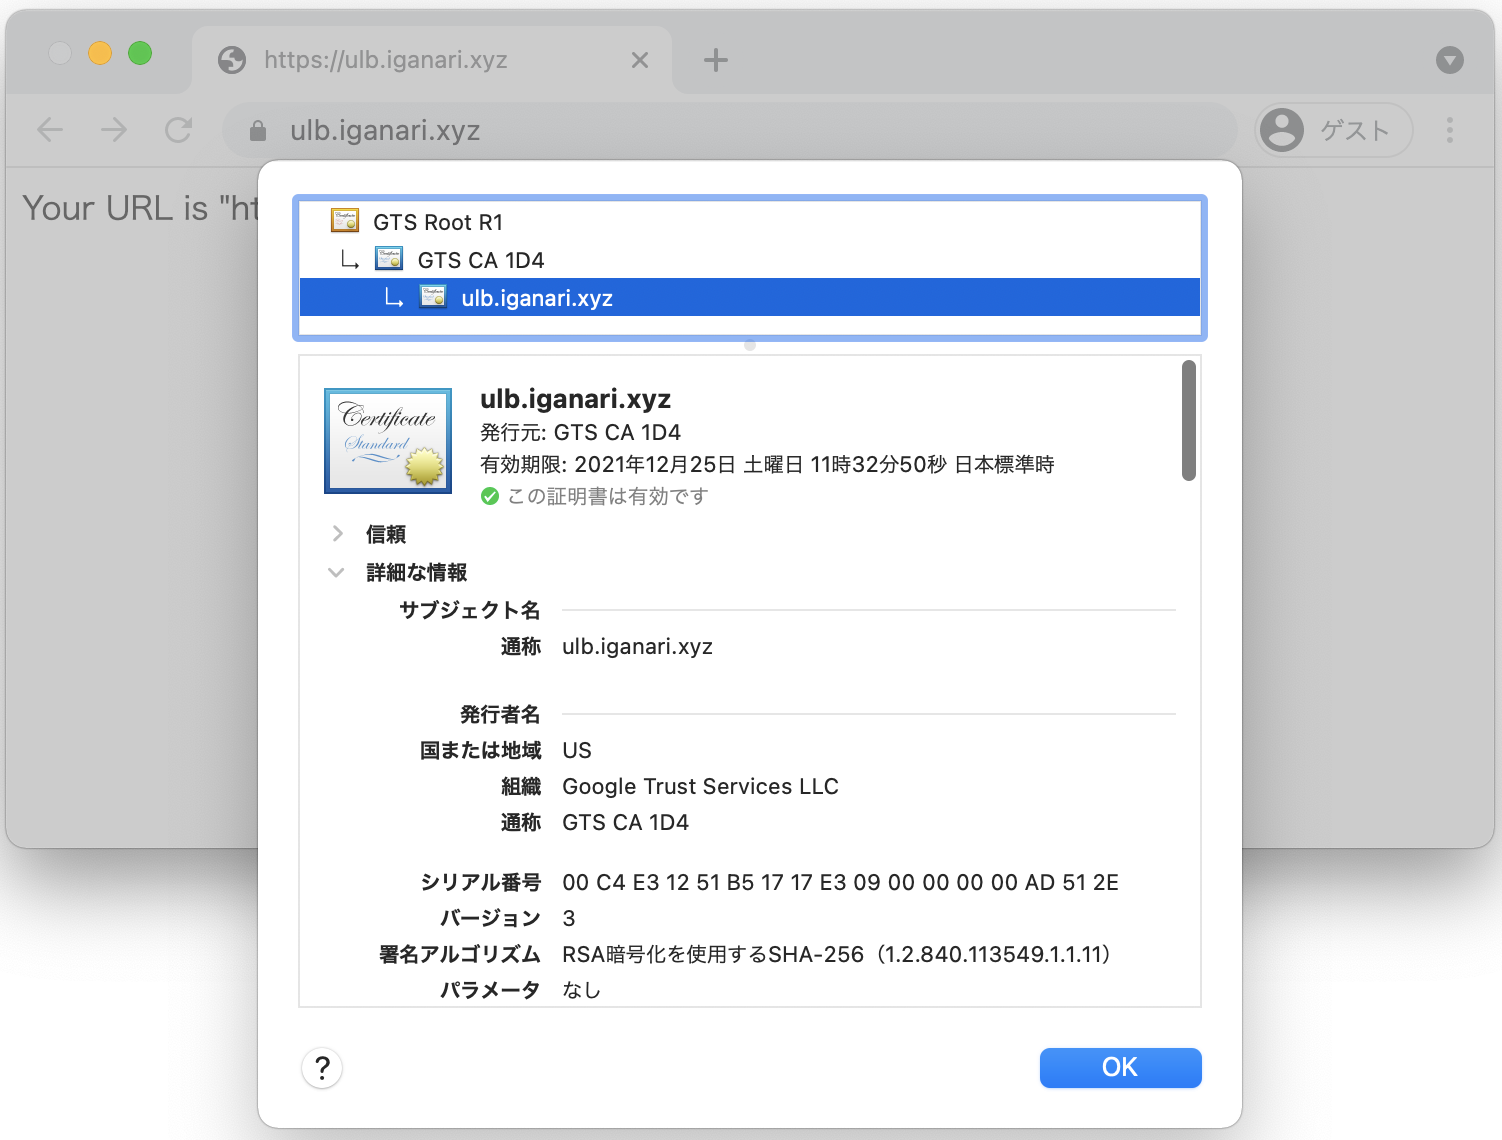 https://ulb.iganari.xyz
ulb.iganari.xyz
ゲスト
Your URL is "ht
GTS Root R1
GTS CA 1D4
ulb.iganari.xyz
Certificate
Standard
ulb.iganari.xyz
発行元: GTS CA 1D4
有効期限: 2021年12月25日 土曜日 11時32分50秒 日本標準時
この証明書は有効です
信頼
詳細な情報
サブジェクト名
通称 ulb.iganari.xyz
発行者名
国または地域 US
組織 Google Trust Services LLC
通称 GTS CA 1D4
シリアル番号 00 C4 E3 12 51 B5 17 17 E3 09 00 00 00 00 AD 51 2E
バージョン 3
署名アルゴリズム RSA暗号化を使用するSHA-256（1.2.840.113549.1.1.11）
パラメータ なし
?
OK